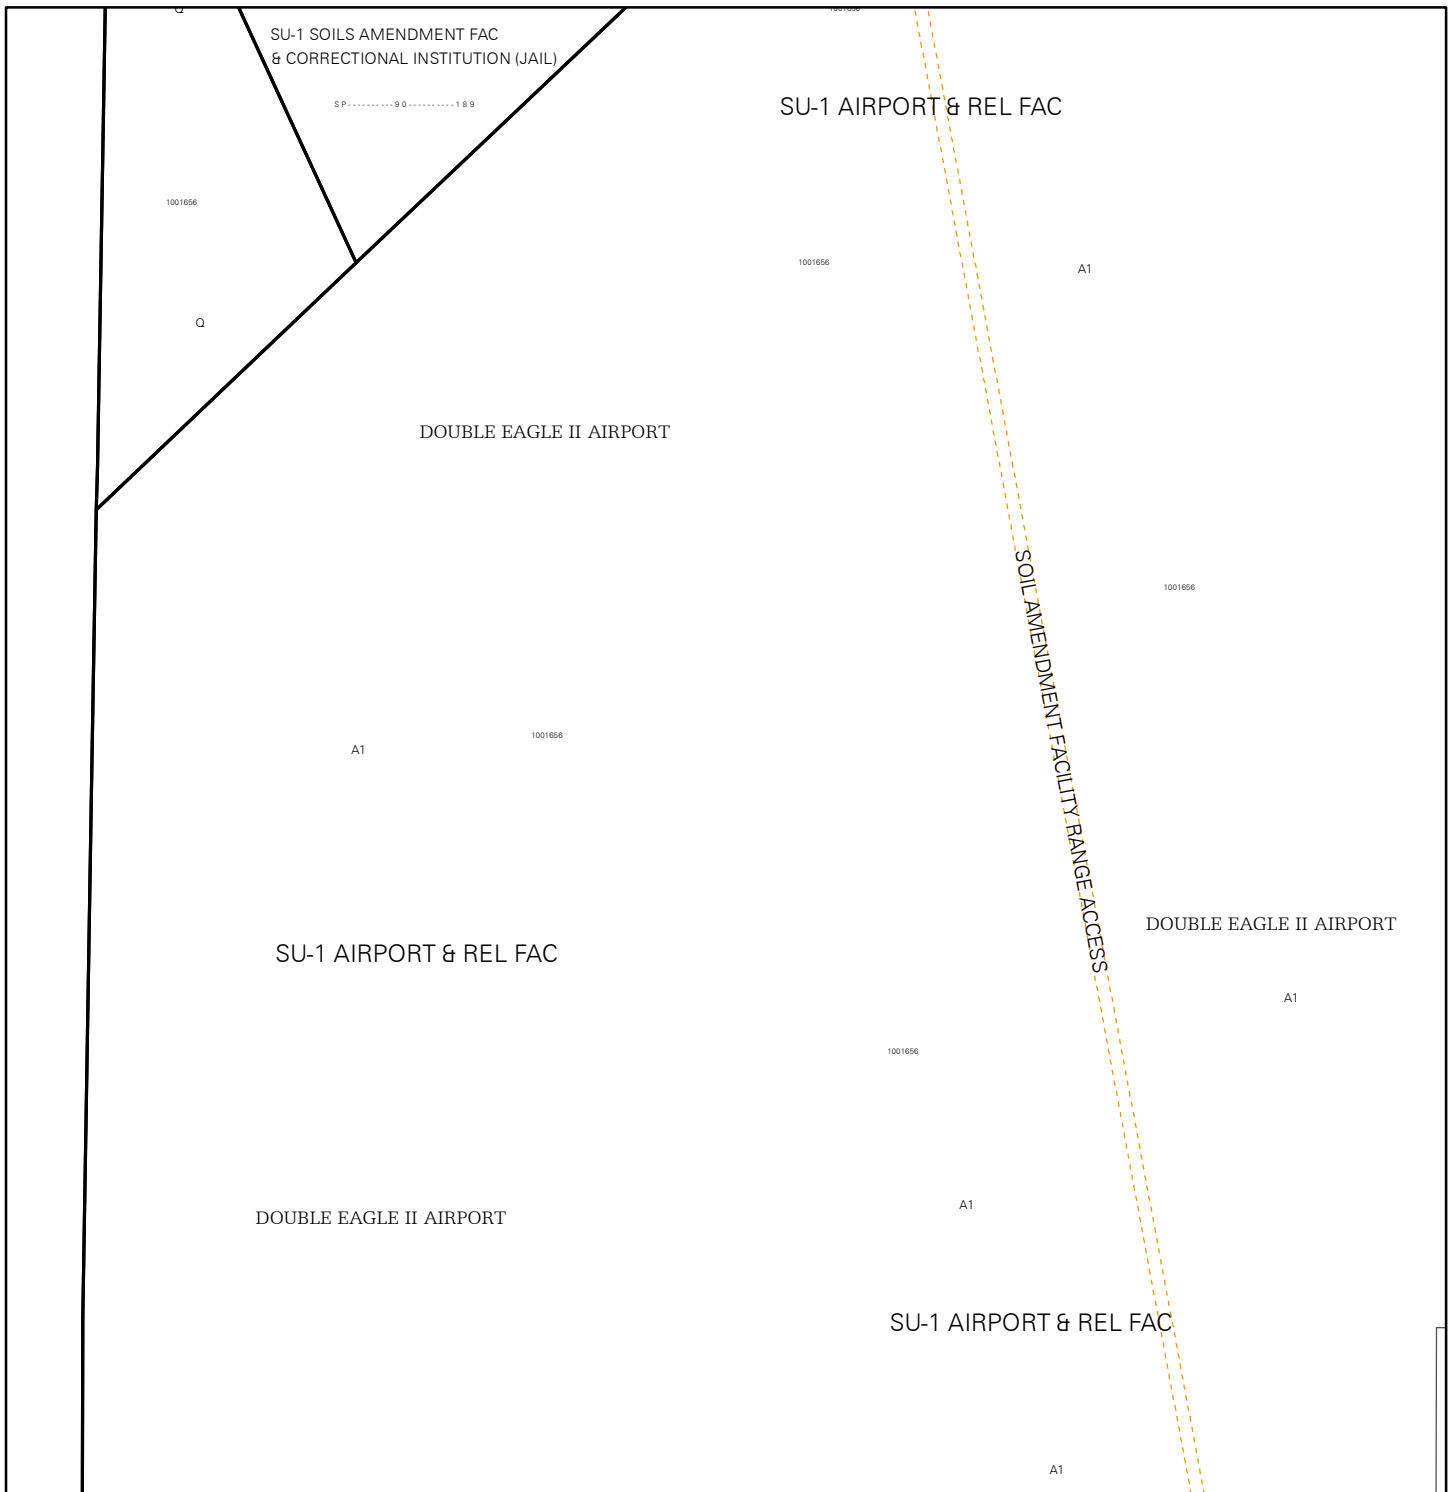 Q
1001656
SU-1 SOILS AMENDMENT FAC
& CORRECTIONAL INSTITUTION (JAIL)
SP----------90----------189
SU-1 AIRPORT & REL FAC
1001656
1001656
A1
Q
DOUBLE EAGLE II AIRPORT
SOIL AMENDMENT FACILITY RANGE ACCESS
1001656
1001656
A1
DOUBLE EAGLE II AIRPORT
SU-1 AIRPORT & REL FAC
A1
1001656
A1
DOUBLE EAGLE II AIRPORT
SU-1 AIRPORT & REL FAC
A1